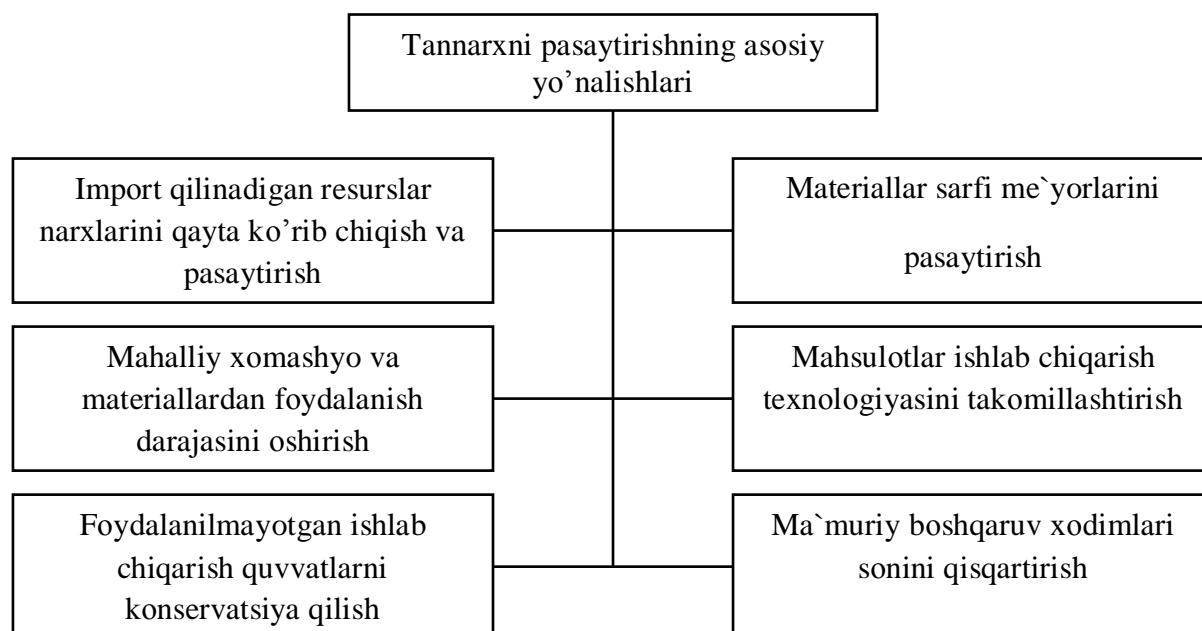 Tannarxni pasaytirishning asosiy
yo’nalishlari
Import qilinadigan resurslar
narxlarini qayta ko’rib chiqish va
pasaytirish
Materiallar sarfi me`yorlarini
pasaytirish
Mahalliy xomashyo va
materiallardan foydalanish
darajasini oshirish
Mahsulotlar ishlab chiqarish
texnologiyasini takomillashtirish
Foydalanilmayotgan ishlab
chiqarish quvvatlarni
konservatsiya qilish
Ma`muriy boshqaruv xodimlari
sonini qisqartirish